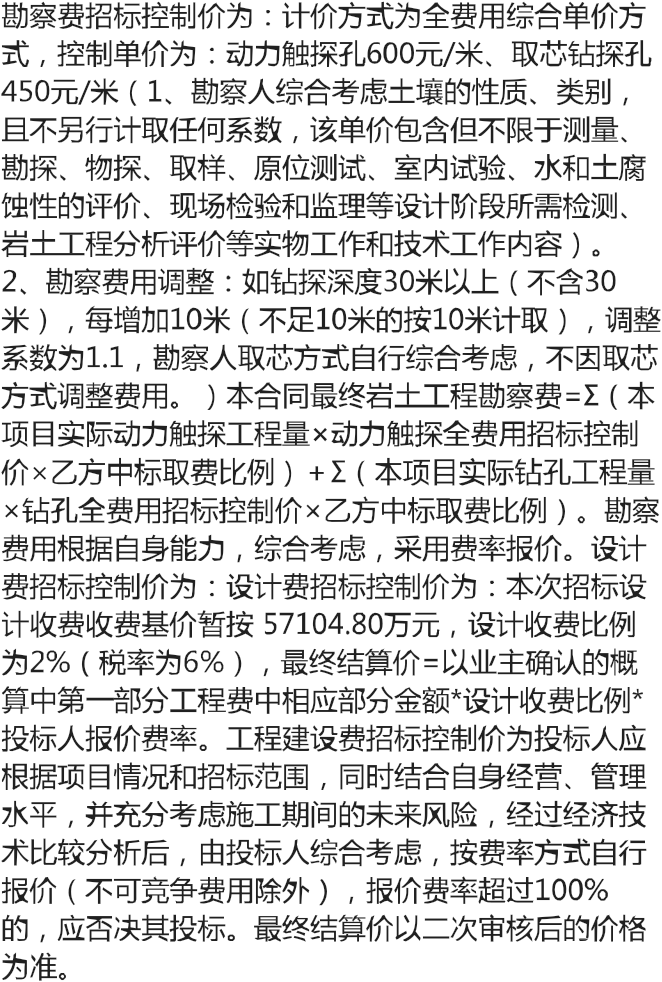 勘察费招标控制价为：计价方式为全费用综合单价方
式，控制单价为：动力触探孔600元/米、取芯钻探孔
450元/米（1、勘察人综合考虑土壤的性质、类别，
且不另行计取任何系数，该单价包含但不限于测量、
勘探、物探、取样、原位测试、室内试验、水和土腐
蚀性的评价、现场检验和监理等设计阶段所需检测、
岩土工程分析评价等实物工作和技术工作内容）。
2、勘察费用调整：如钻探深度30米以上（不含30
米），每增加10米（不足10米的按10米计取），调整
系数为1.1，勘察人取芯方式自行综合考虑，不因取芯
方式调整费用。）本合同最终岩土工程勘察费=Σ（本
项目实际动力触探工程量×动力触探全费用招标控制
价×乙方中标取费比例）＋Σ（本项目实际钻孔工程量
×钻孔全费用招标控制价×乙方中标取费比例）。勘察
费用根据自身能力，综合考虑，采用费率报价。设计
费招标控制价为：设计费招标控制价为：本次招标设
计收费收费基价暂按 57104.80万元，设计收费比例
为2%（税率为6%），最终结算价=以业主确认的概
算中第一部分工程费中相应部分金额*设计收费比例*
投标人报价费率。工程建设费招标控制价为投标人应
根据项目情况和招标范围，同时结合自身经营、管理
水平，并充分考虑施工期间的未来风险，经过经济技
术比较分析后，由投标人综合考虑，按费率方式自行
报价（不可竞争费用除外），报价费率超过100%
的，应否决其投标。最终结算价以二次审核后的价格
为准。